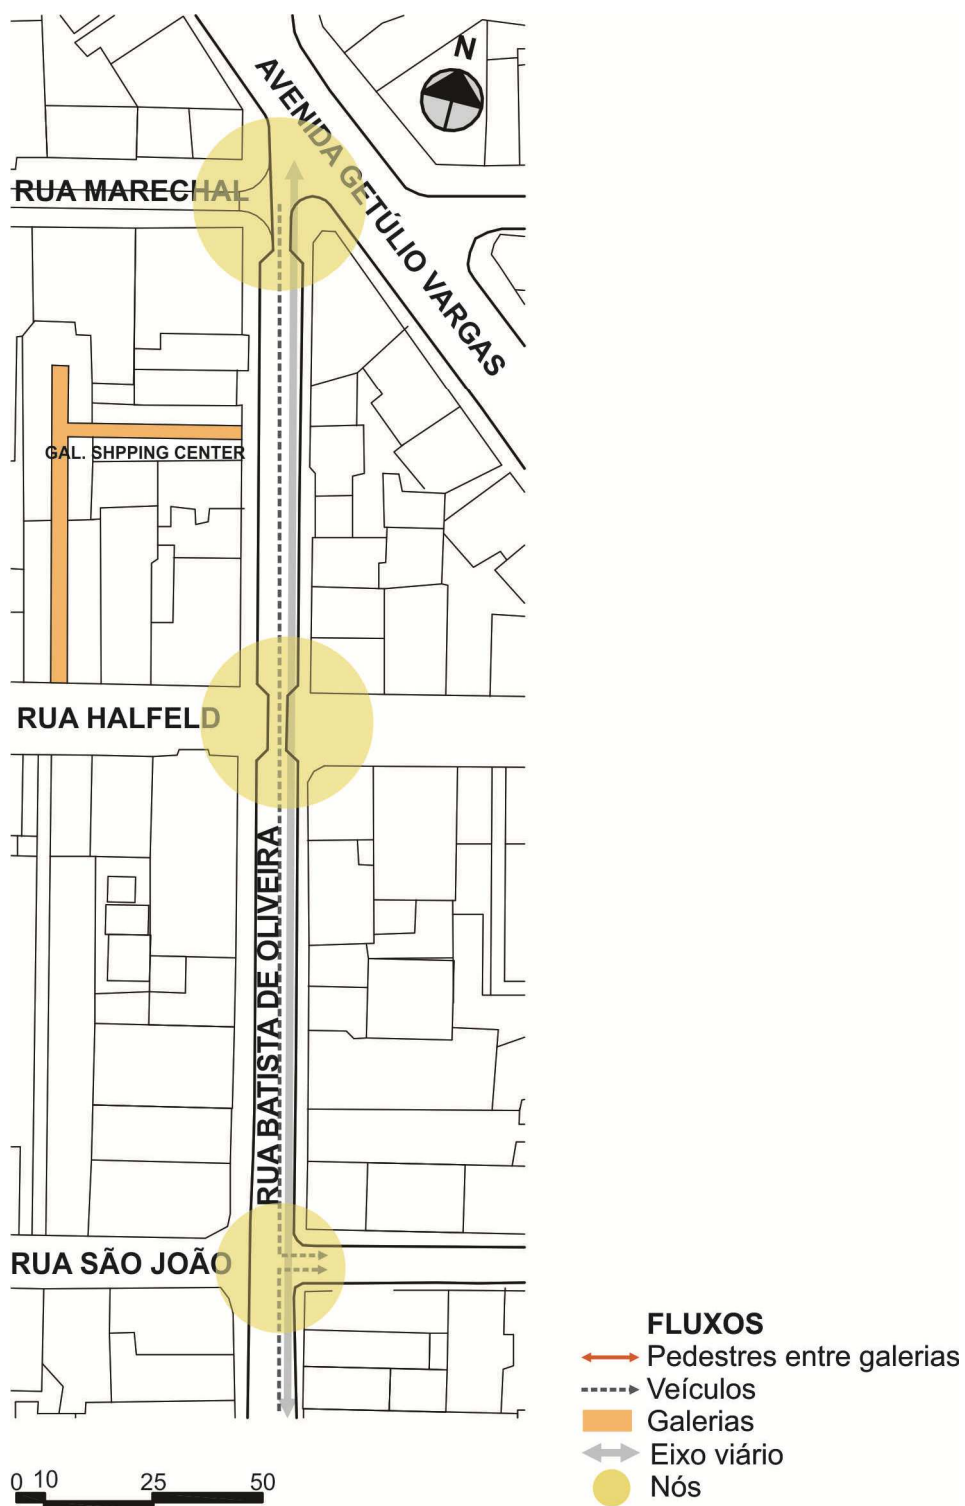 N
AVENIDA GETÚLIO VARGAS
RUA MARECHAL
GAL. SHPPING CENTER
RUA HALFELD
RUA BATISTA DE OLIVEIRA
RUA SÃO JOÃO
FLUXOS
Pedestres entre galerias
Veículos
Galerias
Eixo viário
Nós
0 10 25 50